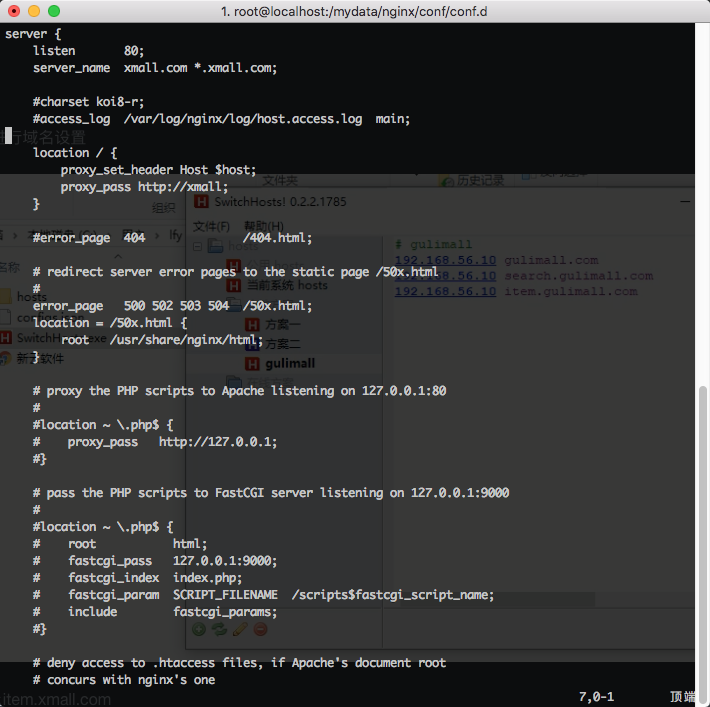 1. root@localhost:/mydata/nginx/conf/conf.d
server {
    listen       80;
    server_name  xmall.com *.xmall.com;
    #charset koi8-r;
    #access_log  /var/log/nginx/log/host.access.log  main;
行域名设置
    location / {
        proxy_set_header Host $host;
        proxy_pass http://xmall;
    }
    #error_page  404              /404.html;
    # redirect server error pages to the static page /50x.html
    #
    error_page   500 502 503 504  /50x.html;
    location = /50x.html {
        root   /usr/share/nginx/html;
    }
    # proxy the PHP scripts to Apache listening on 127.0.0.1:80
    #
    #location ~ \.php$ {
    #    proxy_pass   http://127.0.0.1;
    #}
    # pass the PHP scripts to FastCGI server listening on 127.0.0.1:9000
    #
    #location ~ \.php$ {
    #    root           html;
    #    fastcgi_pass   127.0.0.1:9000;
    #    fastcgi_index  index.php;
    #    fastcgi_param  SCRIPT_FILENAME  /scripts$fastcgi_script_name;
    #    include        fastcgi_params;
    #}
    # deny access to .htaccess files, if Apache's document root
    # concurs with nginx's one
7,0-1
顶端
文件夹
历史记录
组织
名称
hosts
SwitchHosts! 0.2.2.1785
文件(F)
帮助(H)
hosts
当前系统 hosts
方案一
方案二
gulimall
# gulimall
192.168.56.10 gulimall.com
192.168.56.10 search.gulimall.com
192.168.56.10 item.gulimall.com
item.xmall.com